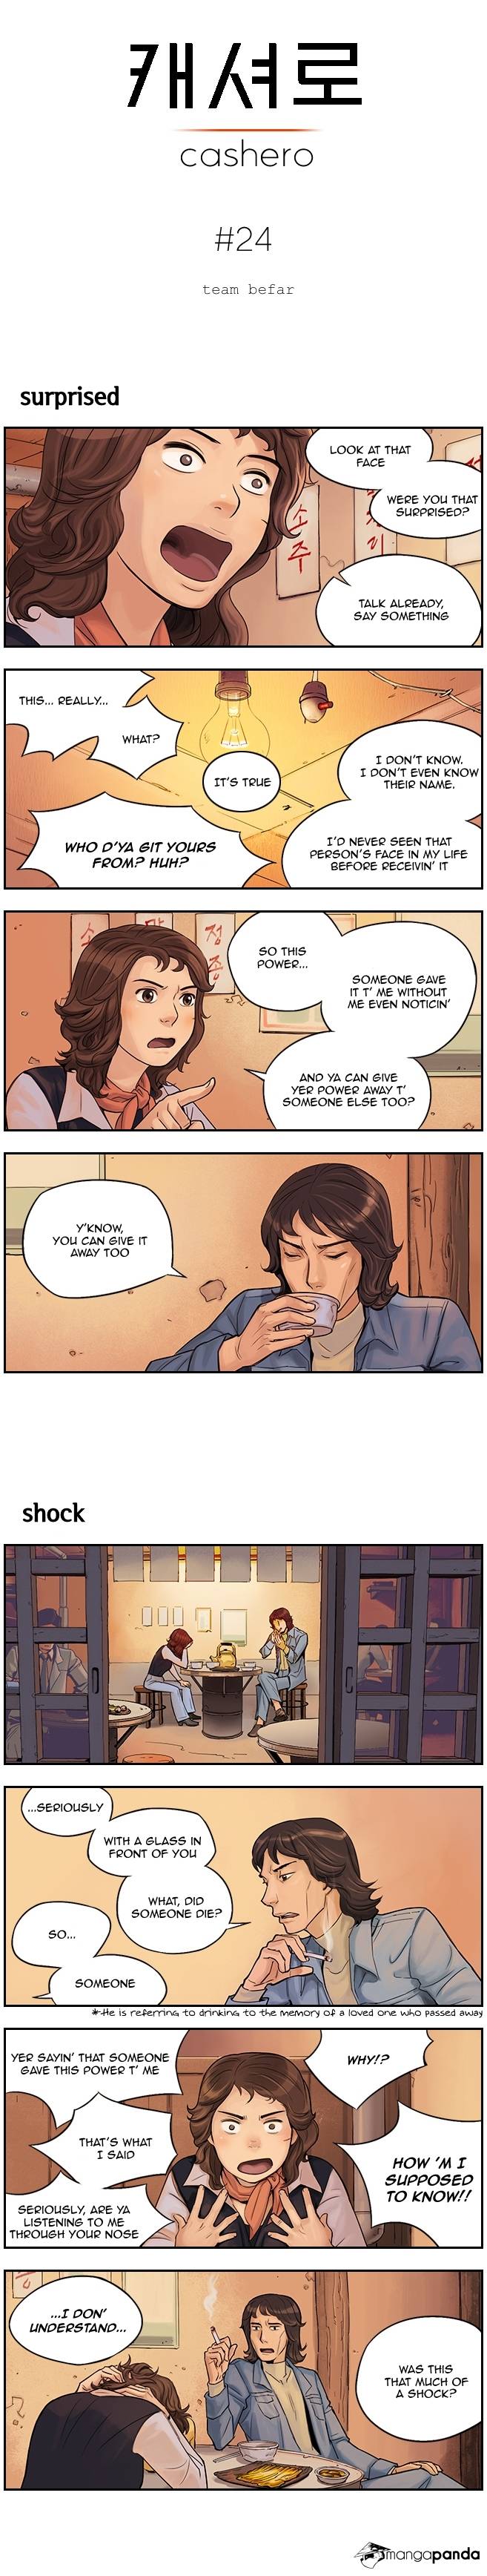 캐셔로
cashero
#24
team befar
surprised
LOOK AT THAT
FACE
WERE YOU THAT
SURPRISED?
소주
TALK ALREADY,
SAY SOMETHING
THIS... REALLY...
WHAT?
IT'S TRUE
I DON'T KNOW.
I DON'T EVEN KNOW
THEIR NAME.
WHO D'YA GIT YOURS
FROM? HUH?
I'D NEVER SEEN THAT
PERSON'S FACE IN MY LIFE
BEFORE RECEIVIN' IT
정종
SO THIS
POWER...
SOMEONE GAVE
IT T' ME WITHOUT
ME EVEN NOTICIN'
AND YA CAN GIVE
YER POWER AWAY T'
SOMEONE ELSE TOO?
Y'KNOW,
YOU CAN GIVE IT
AWAY TOO
shock
...SERIOUSLY
WITH A GLASS IN
FRONT OF YOU
WHAT, DID
SOMEONE DIE?
SO...
SOMEONE
*He is referring to drinking to the memory of a loved one who passed away
YER SAYIN' THAT SOMEONE
GAVE THIS POWER T' ME
WHY!?
THAT'S WHAT
I SAID
HOW 'M I
SUPPOSED
TO KNOW!!
SERIOUSLY, ARE YA
LISTENING TO ME
THROUGH YOUR NOSE
...I DON'
UNDERSTAND...
WAS THIS
THAT MUCH OF
A SHOCK?
mangapanda